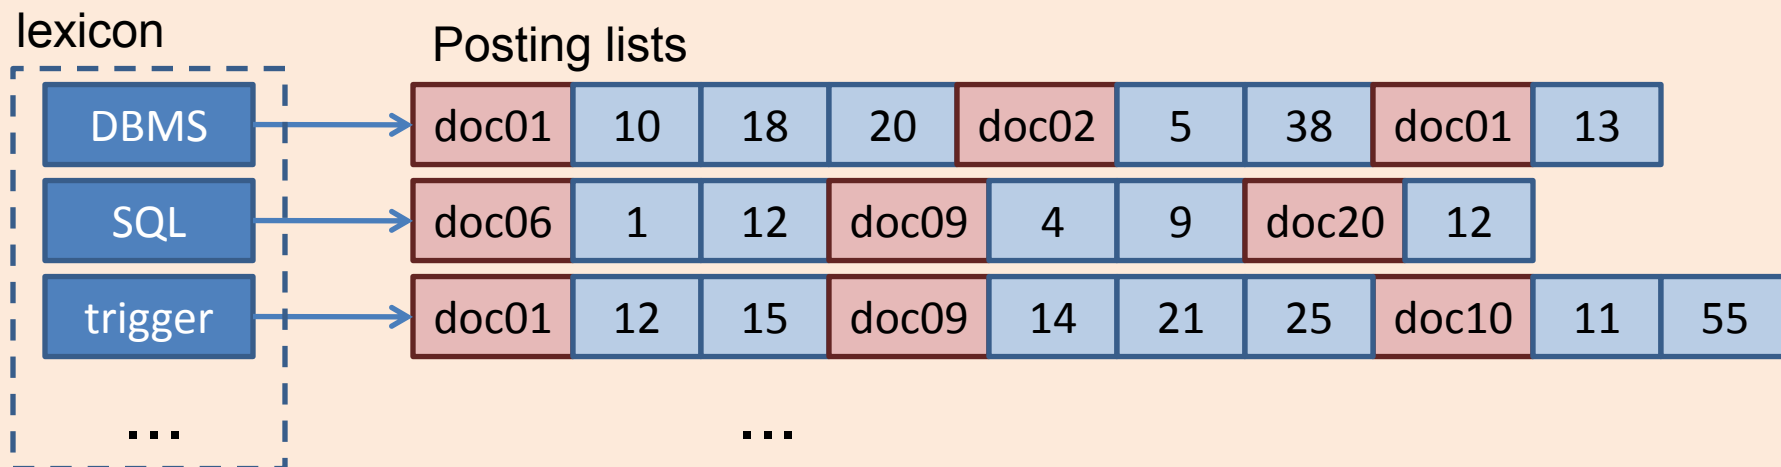 lexicon
Posting lists
DBMS doc01 10 18 20 doc02 5 38 doc01 13
SQL doc06 1 12 doc09 4 9 doc20 12
trigger doc01 12 15 doc09 14 21 25 doc10 11 55
... ...